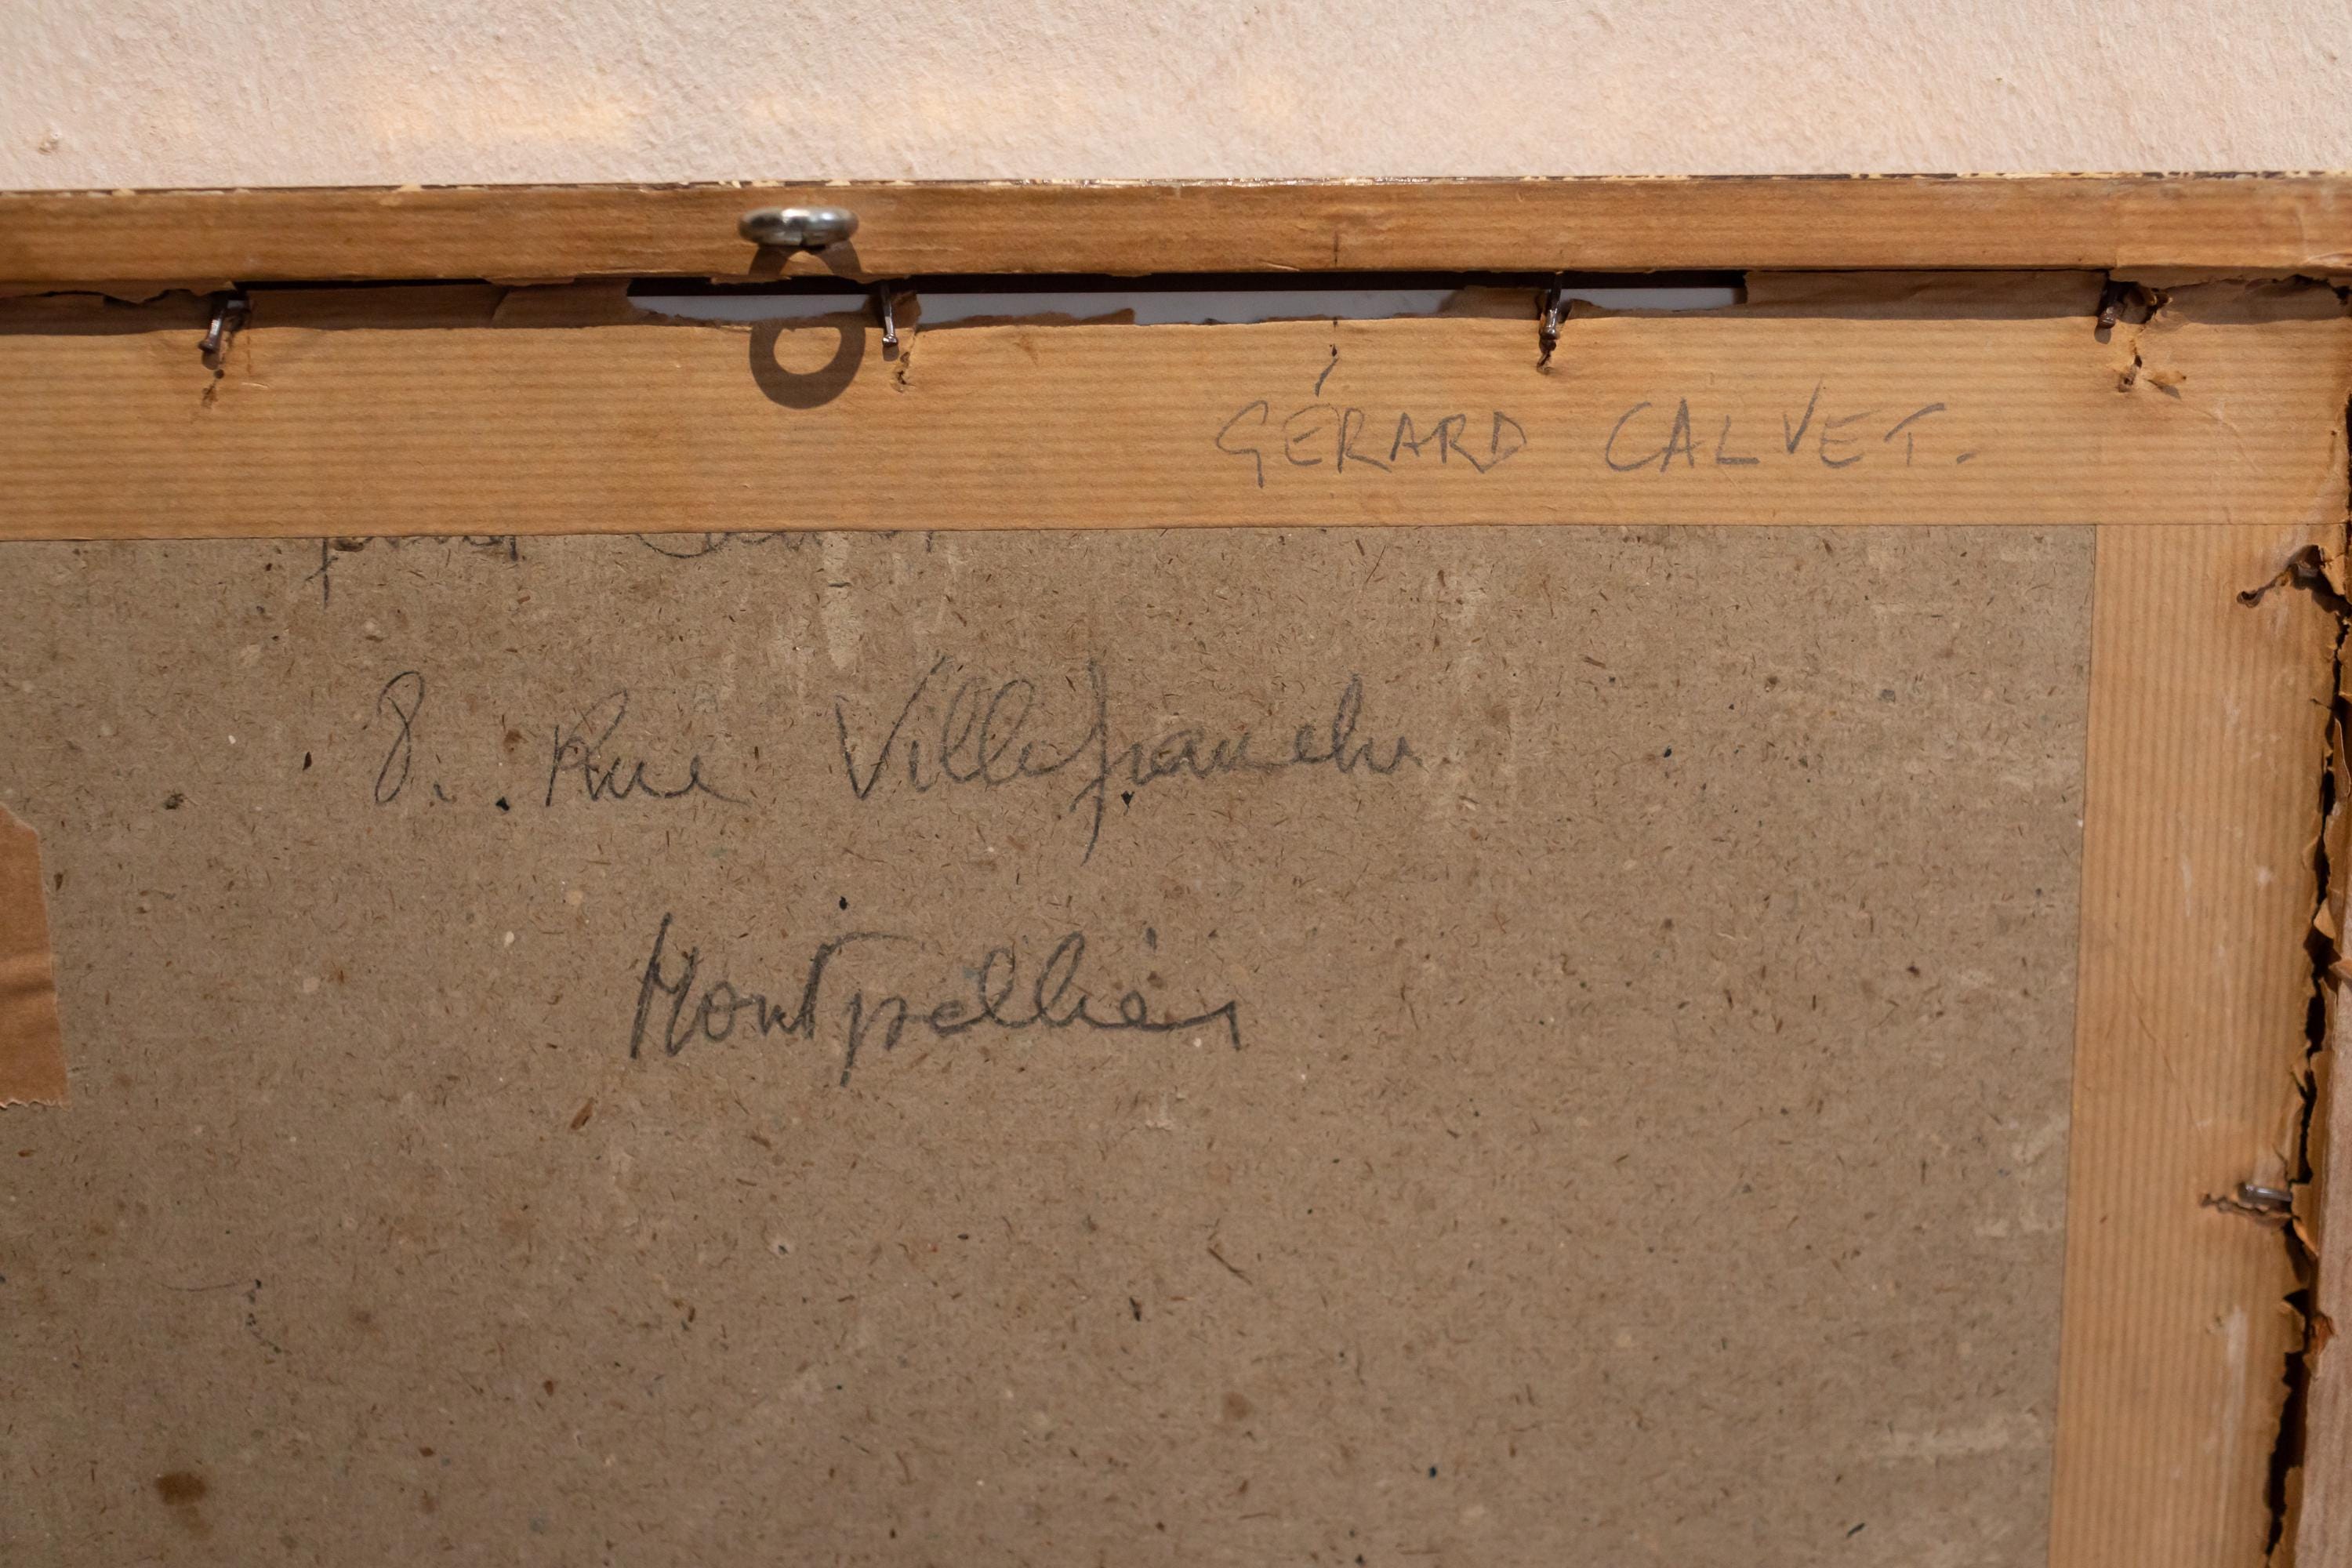 GÉRARD CALVET.
8. Rue Villefranche
Montpellier